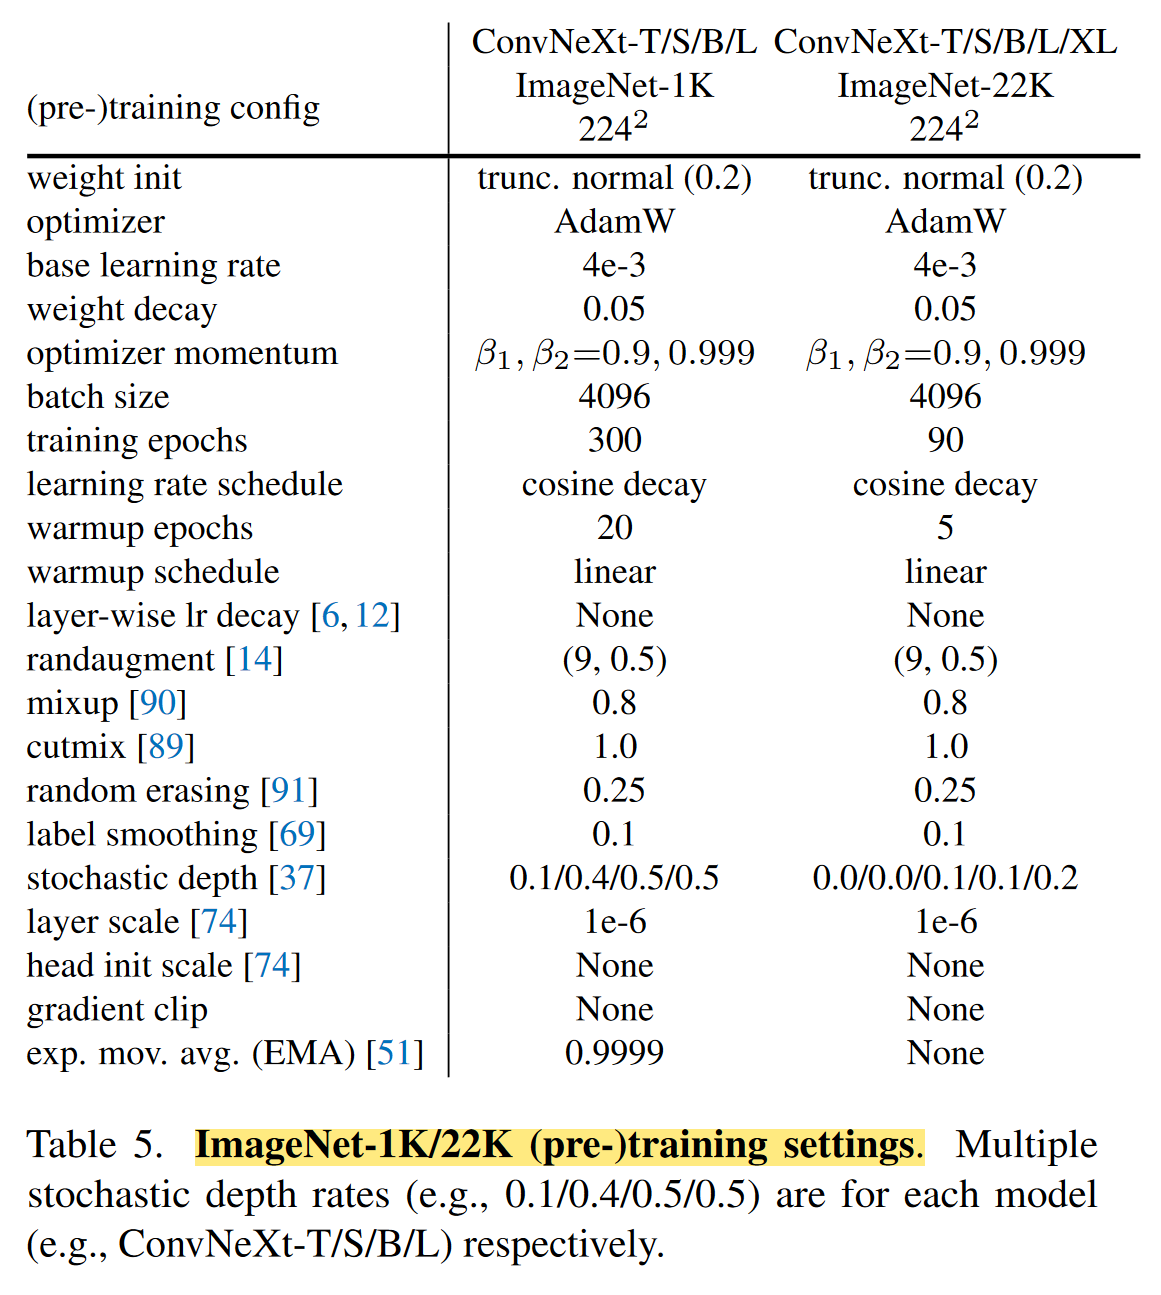 ConvNeXt-T/S/B/L ConvNeXt-T/S/B/L/XL
(pre-)training config ImageNet-1K ImageNet-22K
224² 224²
weight init trunc. normal (0.2) trunc. normal (0.2)
optimizer AdamW AdamW
base learning rate 4e-3 4e-3
weight decay 0.05 0.05
optimizer momentum β₁, β₂=0.9, 0.999 β₁, β₂=0.9, 0.999
batch size 4096 4096
training epochs 300 90
learning rate schedule cosine decay cosine decay
warmup epochs 20 5
warmup schedule linear linear
layer-wise lr decay [6, 12] None None
randaugment [14] (9, 0.5) (9, 0.5)
mixup [90] 0.8 0.8
cutmix [89] 1.0 1.0
random erasing [91] 0.25 0.25
label smoothing [69] 0.1 0.1
stochastic depth [37] 0.1/0.4/0.5/0.5 0.0/0.0/0.1/0.1/0.2
layer scale [74] 1e-6 1e-6
head init scale [74] None None
gradient clip None None
exp. mov. avg. (EMA) [51] 0.9999 None
Table 5. ImageNet-1K/22K (pre-)training settings. Multiple
stochastic depth rates (e.g., 0.1/0.4/0.5/0.5) are for each model
(e.g., ConvNeXt-T/S/B/L) respectively.